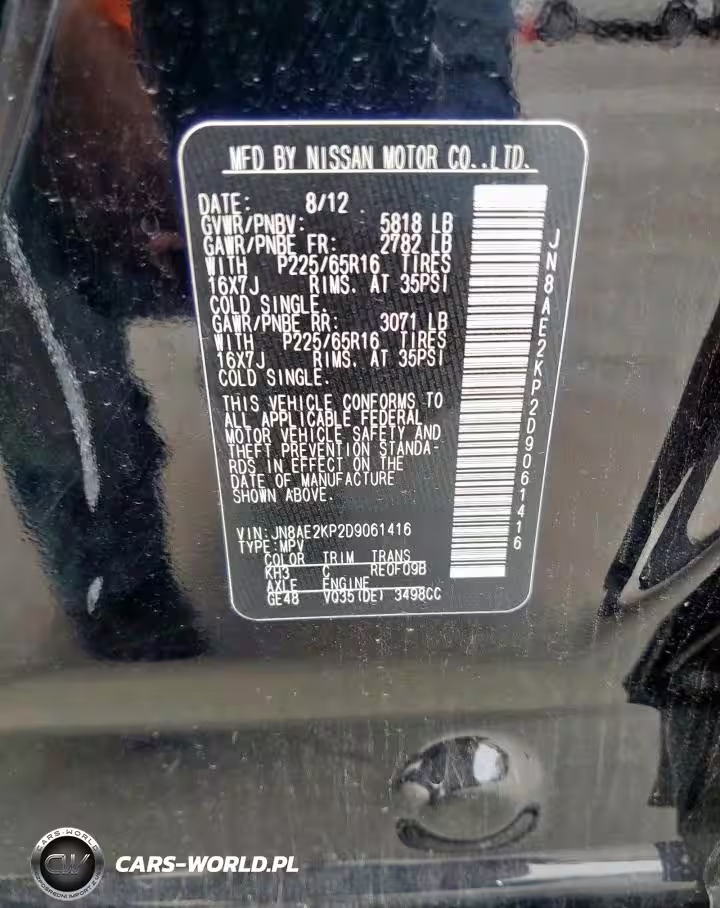 MFD BY NISSAN MOTOR CO.,LTD.
DATE: 8/12
GVWR/PNBV: 5818 LB
GAWR/PNBE FR: 2782 LB
WITH P225/65R16 TIRES
16X7J RIMS. AT 35PSI
COLD SINGLE.
GAWR/PNBE RR: 3071 LB
WITH P225/65R16 TIRES
16X7J RIMS. AT 35PSI
COLD SINGLE.
THIS VEHICLE CONFORMS TO
ALL APPLICABLE FEDERAL
MOTOR VEHICLE SAFETY AND
THEFT PREVENTION STANDA-
RDS IN EFFECT ON THE
DATE OF MANUFACTURE
SHOWN ABOVE.
VIN: JN8AE2KP2D9061416
TYPE: MPV
COLOR TRIM TRANS
KH3 C RE0F09B
AXLE ENGINE
GE48 VQ35(DE) 3498CC
JN8AE2KP2D9061416
CARS-WORLD
CW
CARS-WORLD.PL